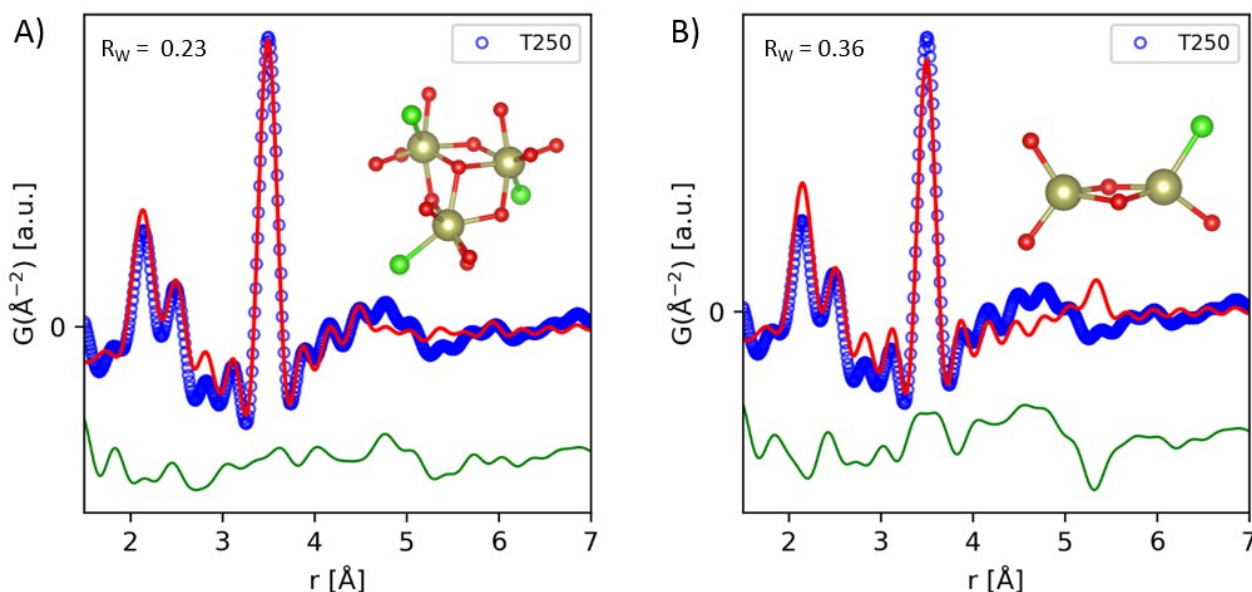 A)
R_W = 0.23
T250
G(Å⁻²) [a.u.]
0
2 3 4 5 6 7
r [Å]
B)
R_W = 0.36
T250
G(Å⁻²) [a.u.]
0
2 3 4 5 6 7
r [Å]